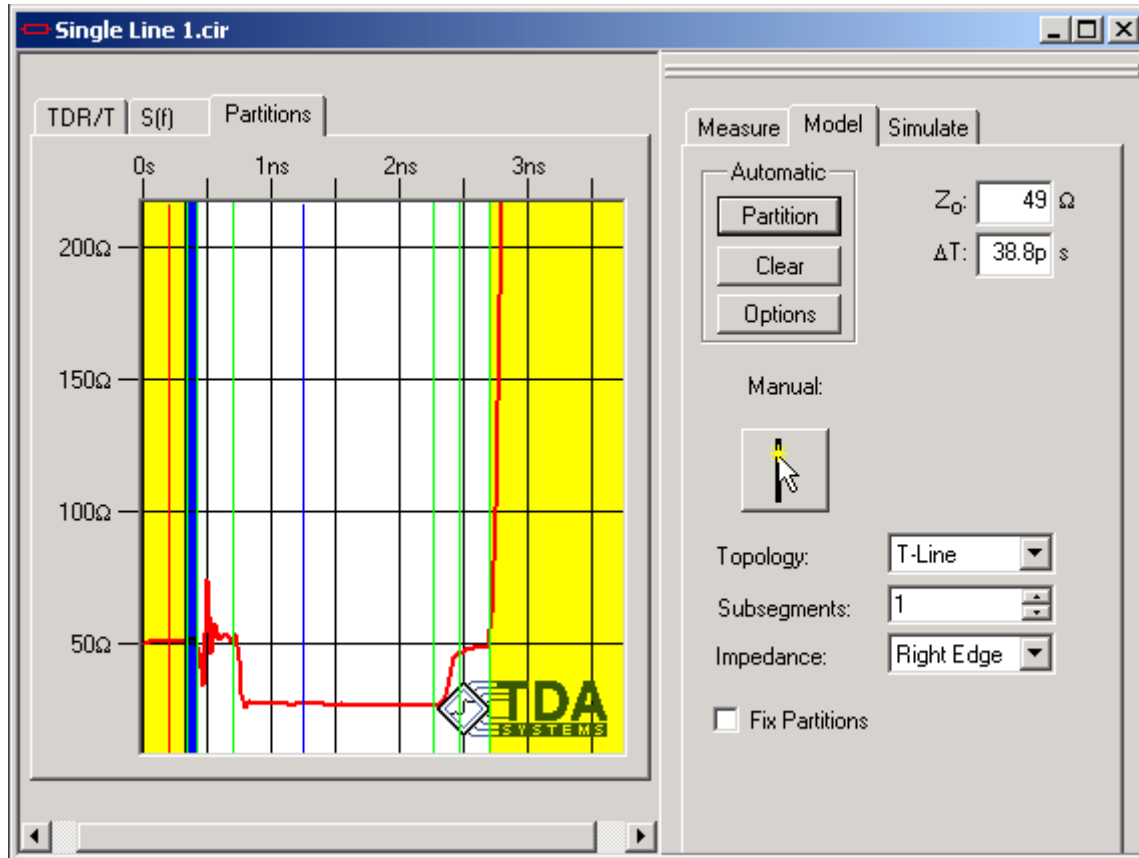 Single Line 1.cir
TDR/T S(f) Partitions
0s 1ns 2ns 3ns
200Ω
150Ω
100Ω
50Ω
TDA
SYSTEMS
Measure Model Simulate
Automatic
Partition
Clear
Options
Zo: 49 Ω
ΔT: 38.8p s
Manual:
Topology: T-Line
Subsegments: 1
Impedance: Right Edge
Fix Partitions